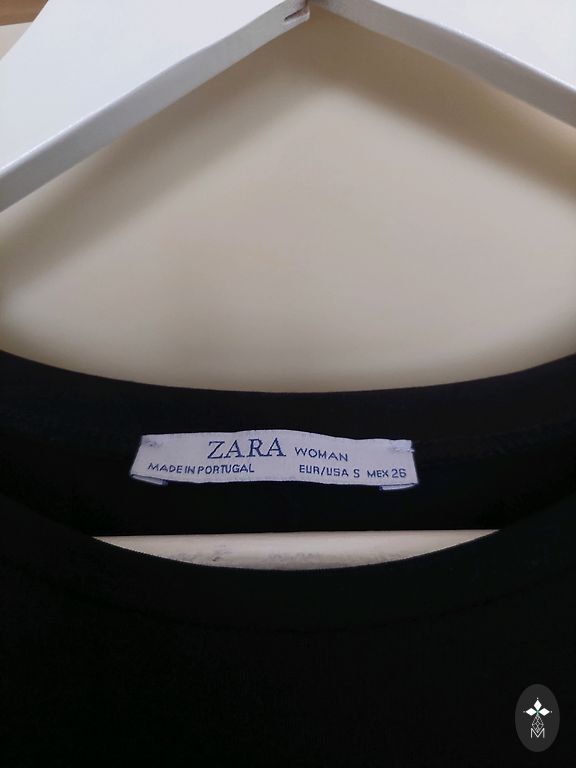 ZARA WOMAN
MADE IN PORTUGAL EUR/USA S MEX 26
M